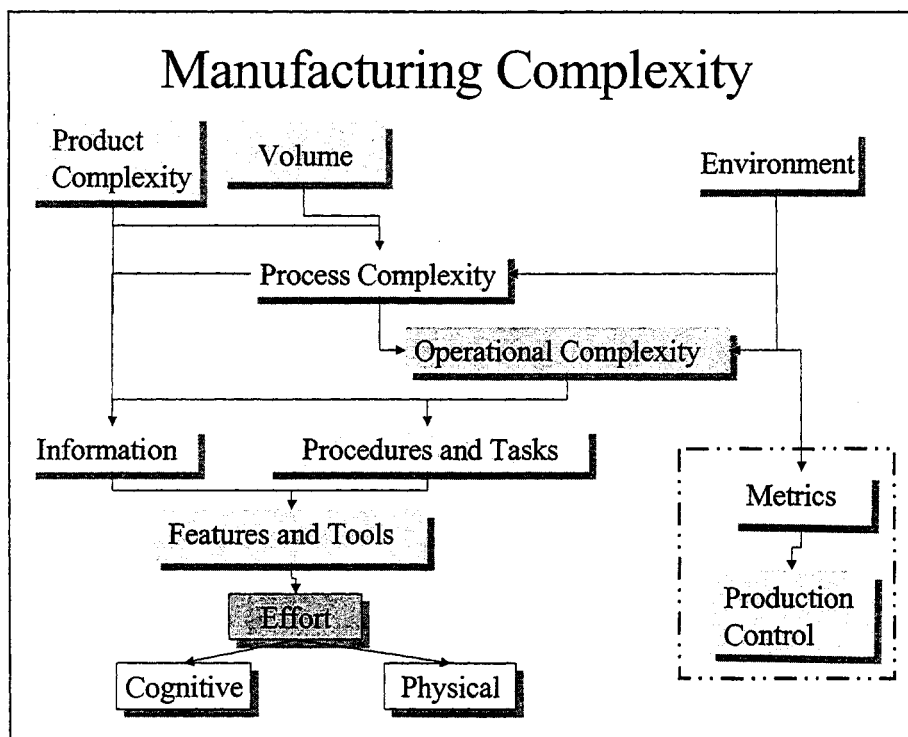 Manufacturing Complexity
Product
Complexity
Volume
Environment
Process Complexity
Operational Complexity
Information
Procedures and Tasks
Metrics
Features and Tools
Production
Control
Effort
Cognitive
Physical